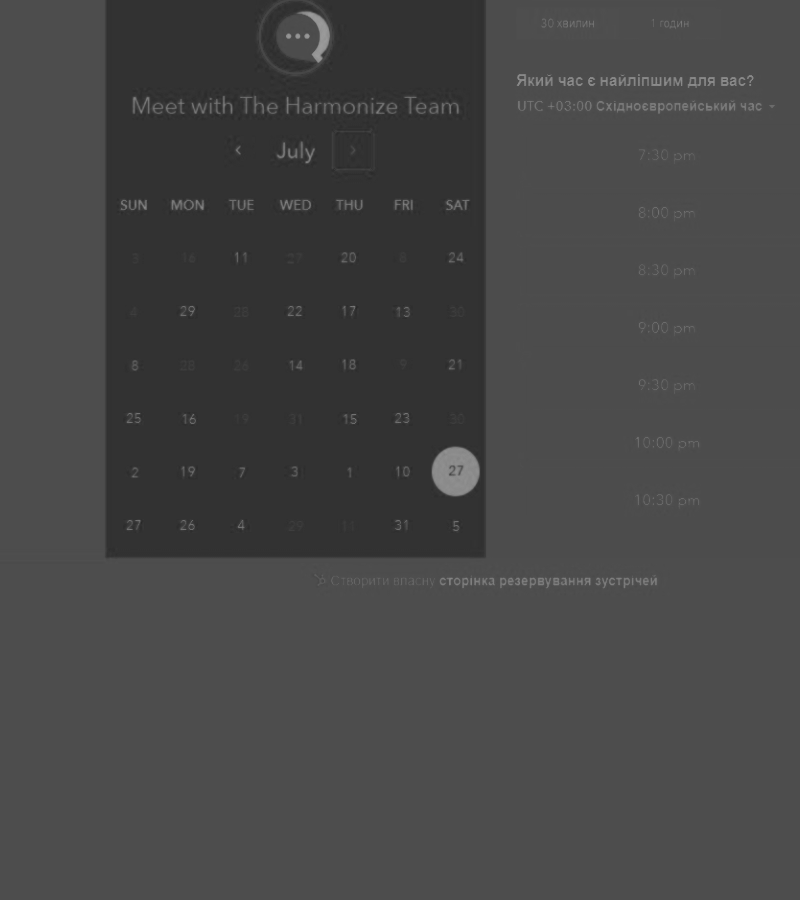 Meet with The Harmonize Team
July
SUN MON TUE WED THU FRI SAT
3 16 11 27 20 6 24
4 29 28 22 17 13 30
8 28 26 14 18 9 21
25 16 19 31 15 23 30
2 19 7 3 1 10 27
27 26 4 29 11 31 5
30 хвилин 1 годин
Який час є найліпшим для вас?
UTC +03:00 Східноєвропейський час
7:30 pm
8:00 pm
8:30 pm
9:00 pm
9:30 pm
10:00 pm
10:30 pm
Створити власну сторінка резервування зустрічей